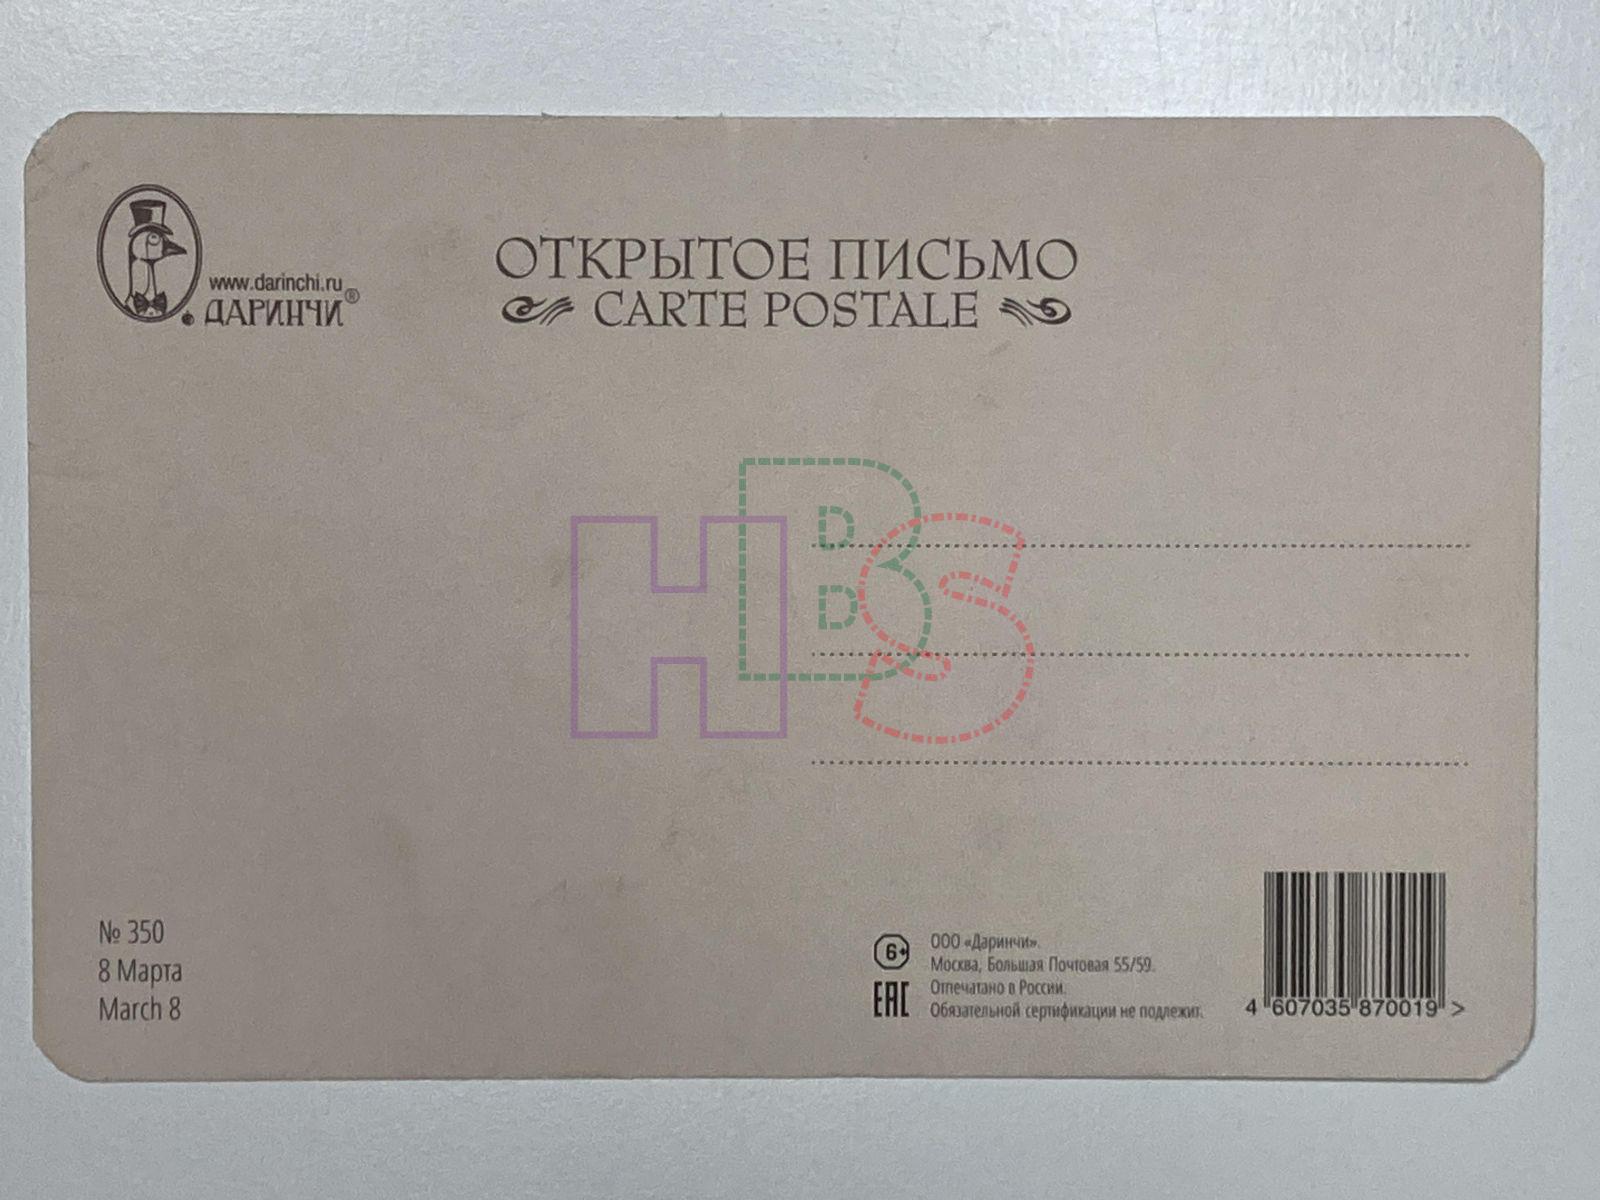 www.darinchi.ru
ДАРИНЧИ®
ОТКРЫТОЕ ПИСЬМО
CARTE POSTALE
HBS
№ 350
8 Марта
March 8
6+
ООО «Даринчи».
Москва, Большая Почтовая 55/59.
Отпечатано в России.
Обязательной сертификации не подлежит.
EAC
4 607035 870019 >